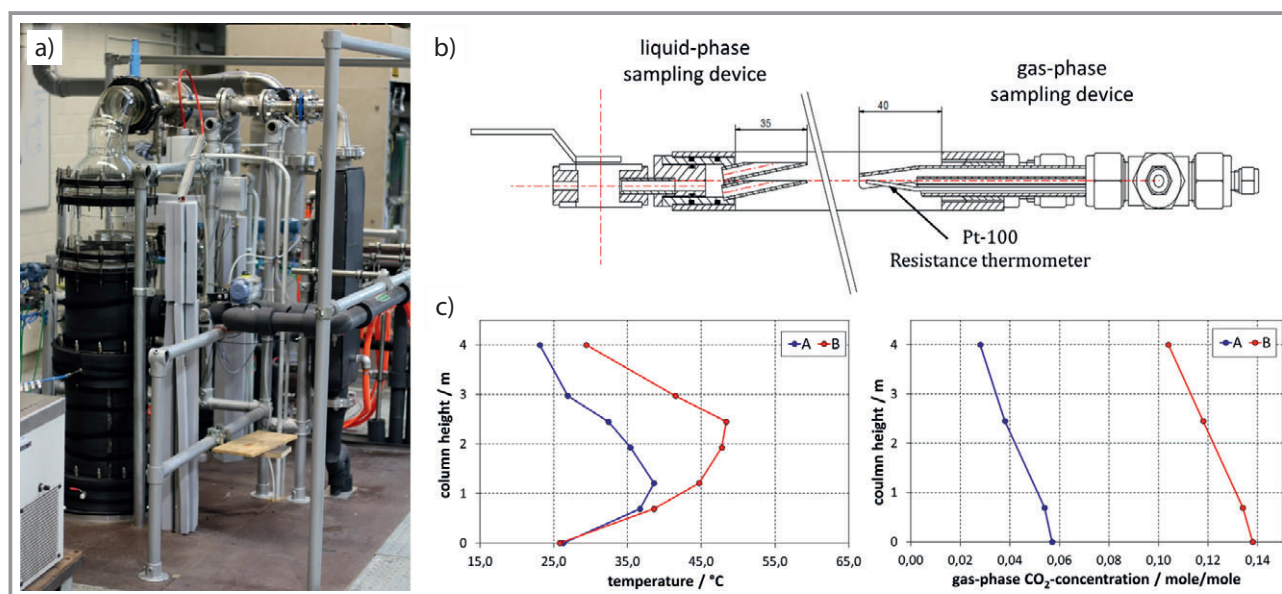 a)
b)
liquid-phase
sampling device
gas-phase
sampling device
35
40
Pt-100
Resistance thermometer
c)
A B
column height / m
4
3
2
1
0
15,0 25,0 35,0 45,0 55,0 65,0
temperature / °C
A B
coulmn height / m
4
3
2
1
0
0,00 0,02 0,04 0,06 0,08 0,10 0,12 0,14
gas-phase CO₂-concentration / mole/mole